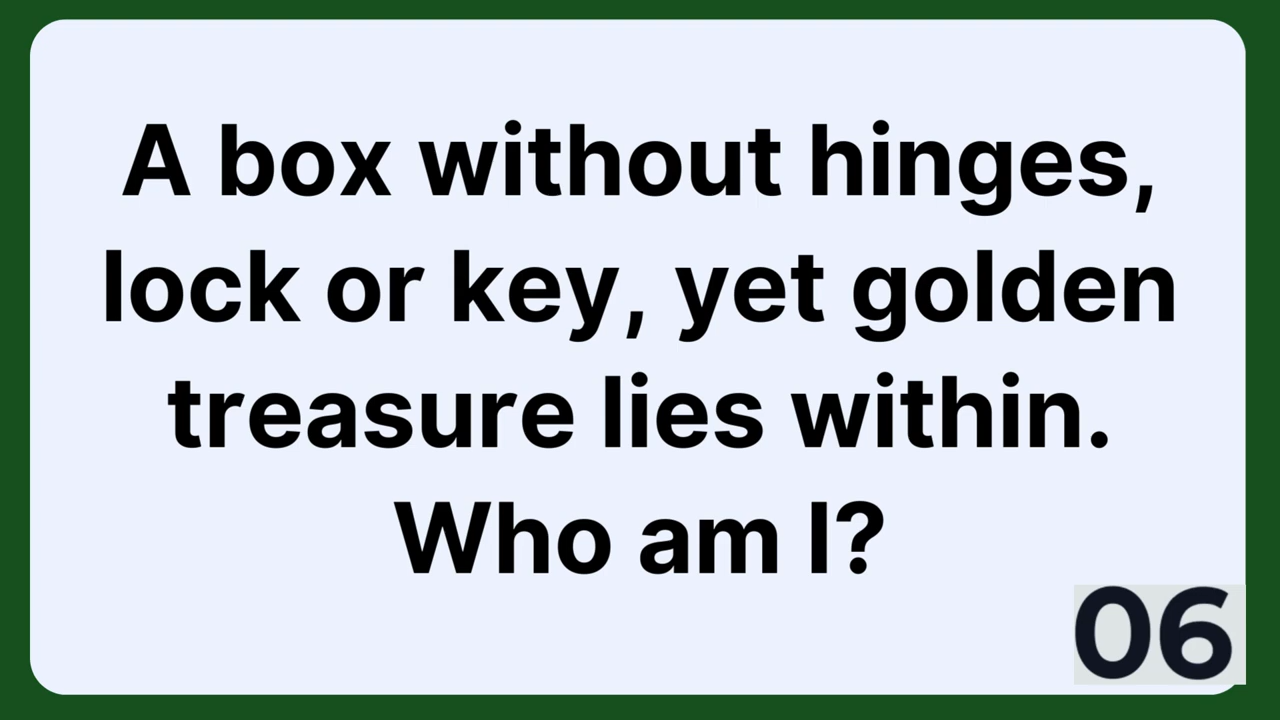 A box without hinges,
lock or key, yet golden
treasure lies within.
Who am I?
06